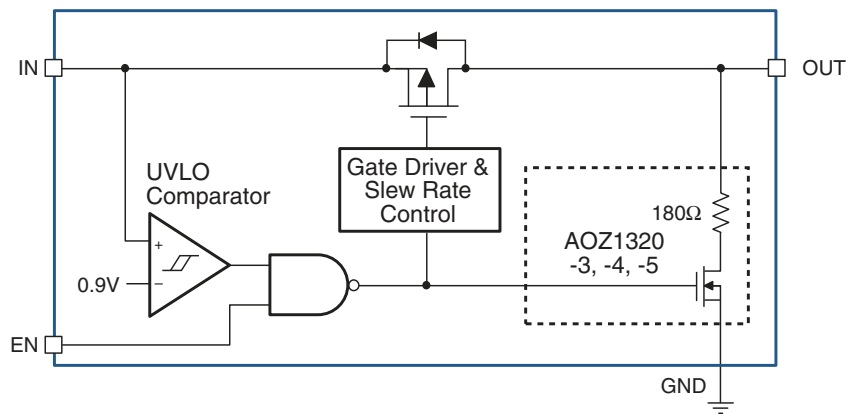 IN
OUT
UVLO
Comparator
Gate Driver &
Slew Rate
Control
180Ω
AOZ1320
-3, -4, -5
+
0.9V
−
EN
GND